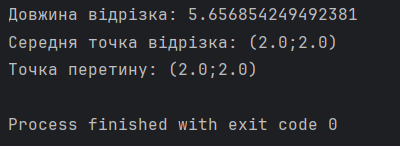 Довжина відрізка: 5.656854249492381
Середня точка відрізка: (2.0;2.0)
Точка перетину: (2.0;2.0)
Process finished with exit code 0